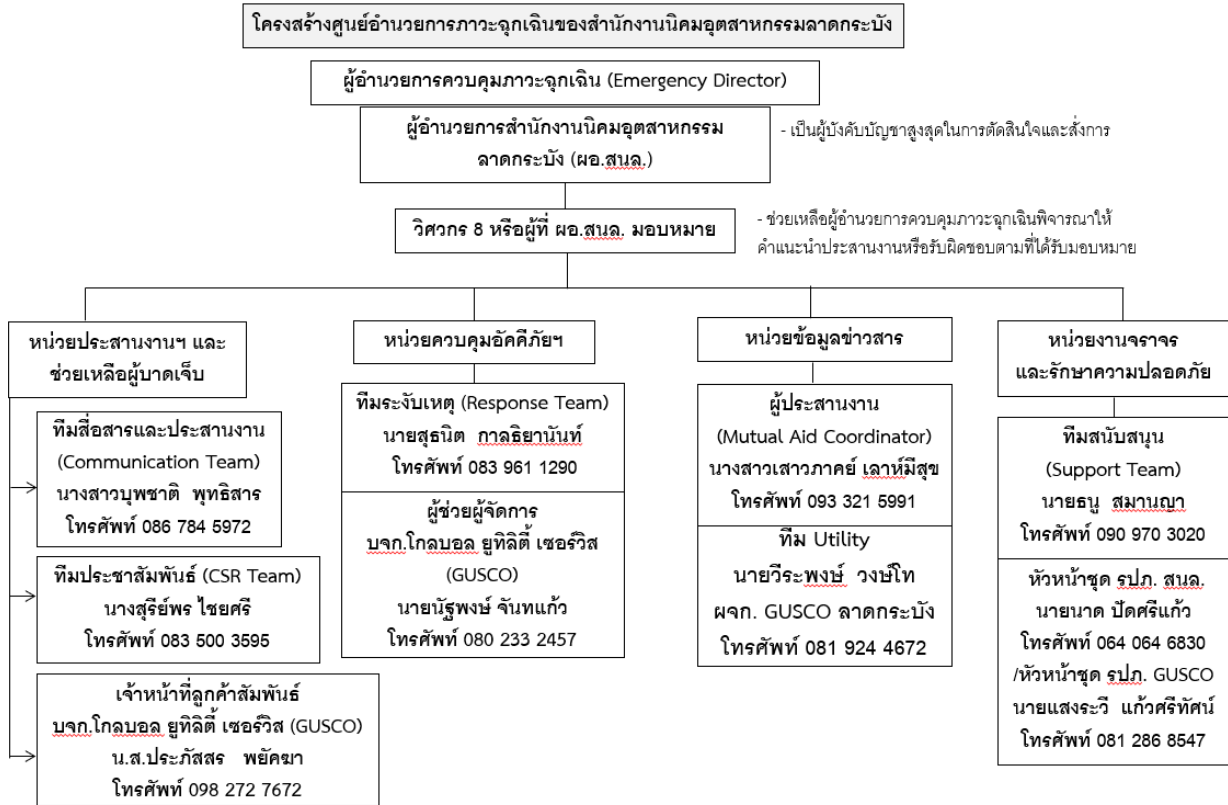 โครงสร้างศูนย์อำนวยการภาวะฉุกเฉินของสำนักงานนิคมอุตสาหกรรมลาดกระบัง
ผู้อำนวยการควบคุมภาวะฉุกเฉิน (Emergency Director)
ผู้อำนวยการสำนักงานนิคมอุตสาหกรรม
ลาดกระบัง (ผอ.สนล.)
- เป็นผู้บังคับบัญชาสูงสุดในการตัดสินใจและสั่งการ
วิศวกร 8 หรือผู้ที่ ผอ.สนล. มอบหมาย
- ช่วยเหลือผู้อำนวยการควบคุมภาวะฉุกเฉินพิจารณาให้
คำแนะนำประสานงานหรือรับผิดชอบตามที่ได้รับมอบหมาย
หน่วยประสานงานฯ และ
ช่วยเหลือผู้บาดเจ็บ
ทีมสื่อสารและประสานงาน
(Communication Team)
นางสาวบุพชาติ พุทธิสาร
โทรศัพท์ 086 784 5972
ทีมประชาสัมพันธ์ (CSR Team)
นางสุรีย์พร ไชยศรี
โทรศัพท์ 083 500 3595
เจ้าหน้าที่ลูกค้าสัมพันธ์
บจก.โกลบอล ยูทิลิตี้ เซอร์วิส (GUSCO)
น.ส.ประภัสสร พยัคฆา
โทรศัพท์ 098 272 7672
หน่วยควบคุมอัคคีภัยฯ
ทีมระงับเหตุ (Response Team)
นายสุธนิต กาลธิยานันท์
โทรศัพท์ 083 961 1290
ผู้ช่วยผู้จัดการ
บจก.โกลบอล ยูทิลิตี้ เซอร์วิส
(GUSCO)
นายนัฐพงษ์ จันทแก้ว
โทรศัพท์ 080 233 2457
หน่วยข้อมูลข่าวสาร
ผู้ประสานงาน
(Mutual Aid Coordinator)
นางสาวเสาวภาคย์ เลาห์มีสุข
โทรศัพท์ 093 321 5991
ทีม Utility
นายวีระพงษ์ วงษ์โท
ผจก. GUSCO ลาดกระบัง
โทรศัพท์ 081 924 4672
หน่วยงานจราจร
และรักษาความปลอดภัย
ทีมสนับสนุน
(Support Team)
นายธนู สมานญา
โทรศัพท์ 090 970 3020
หัวหน้าชุด รปภ. สนล.
นายนาด ปัดศรีแก้ว
โทรศัพท์ 064 064 6830
/หัวหน้าชุด รปภ. GUSCO
นายแสงระวี แก้วศรีทัศน์
โทรศัพท์ 081 286 8547